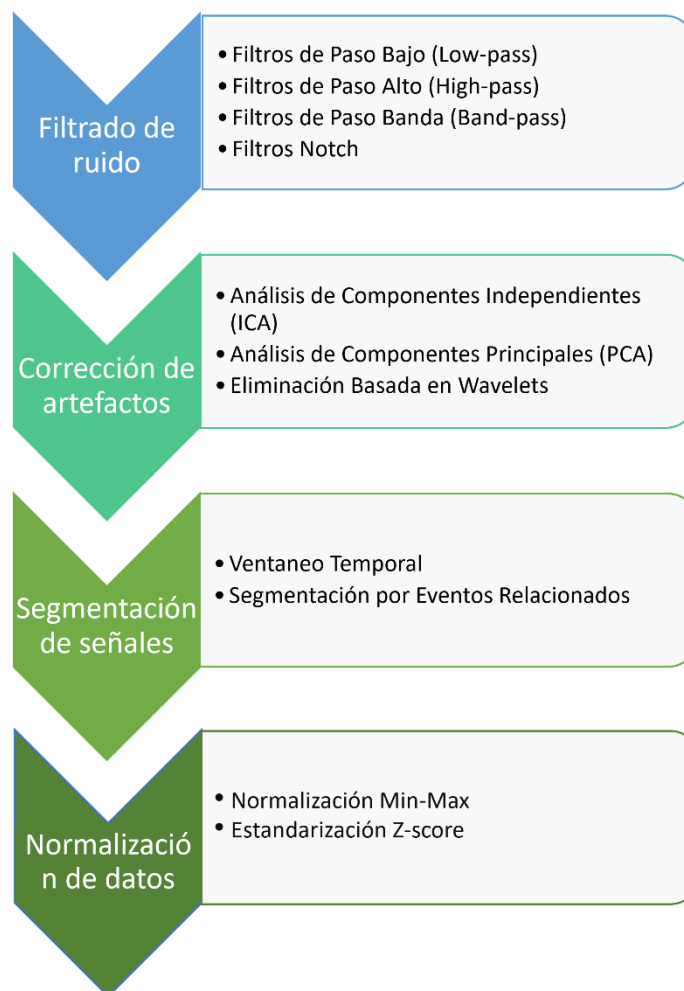 Filtrado de
ruido
• Filtros de Paso Bajo (Low-pass)
• Filtros de Paso Alto (High-pass)
• Filtros de Paso Banda (Band-pass)
• Filtros Notch
Corrección de
artefactos
• Análisis de Componentes Independientes
(ICA)
• Análisis de Componentes Principales (PCA)
• Eliminación Basada en Wavelets
Segmentación
de señales
• Ventaneo Temporal
• Segmentación por Eventos Relacionados
Normalizació
n de datos
• Normalización Min-Max
• Estandarización Z-score